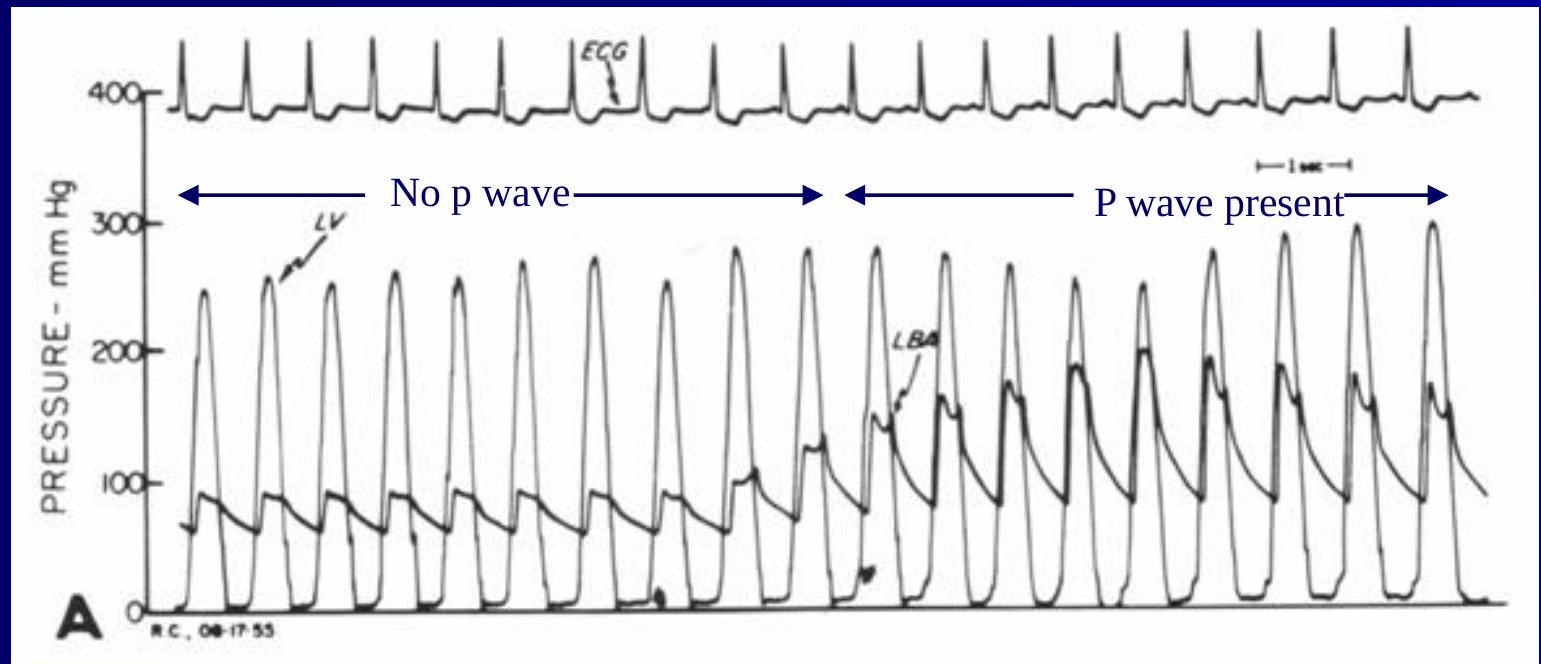 ECG
400
1 sec
No p wave
P wave present
300
LV
200
LBA
100
0
PRESSURE - mm Hg
A
R.C., 08-17-55